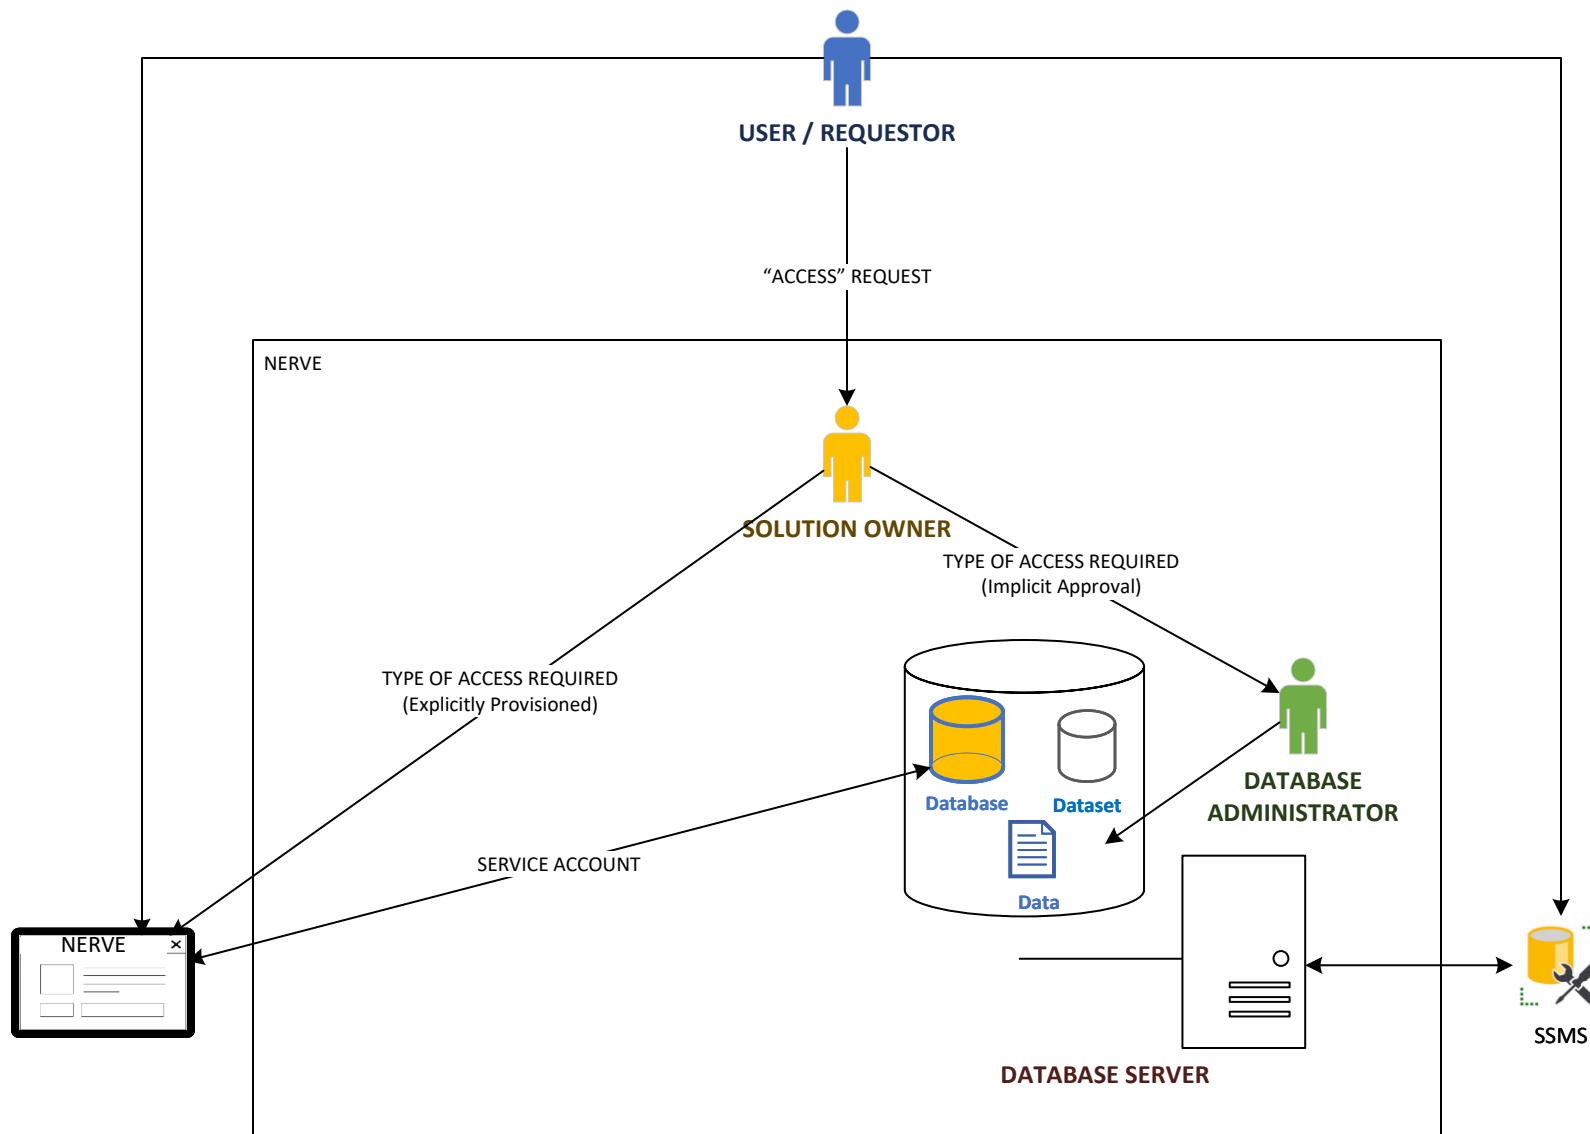 USER / REQUESTOR
“ACCESS” REQUEST
NERVE
SOLUTION OWNER
TYPE OF ACCESS REQUIRED
(Implicit Approval)
TYPE OF ACCESS REQUIRED
(Explicitly Provisioned)
DATABASE
ADMINISTRATOR
Database
Dataset
SERVICE ACCOUNT
Data
NERVE
SSMS
DATABASE SERVER